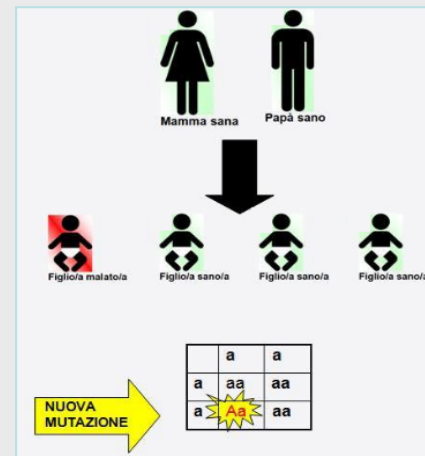 Mamma sana
Papà sano
Figlio/a malato/a
Figlio/a sano/a
Figlio/a sano/a
Figlio/a sano/a
a a
a aa aa
a Aa aa
NUOVA
MUTAZIONE